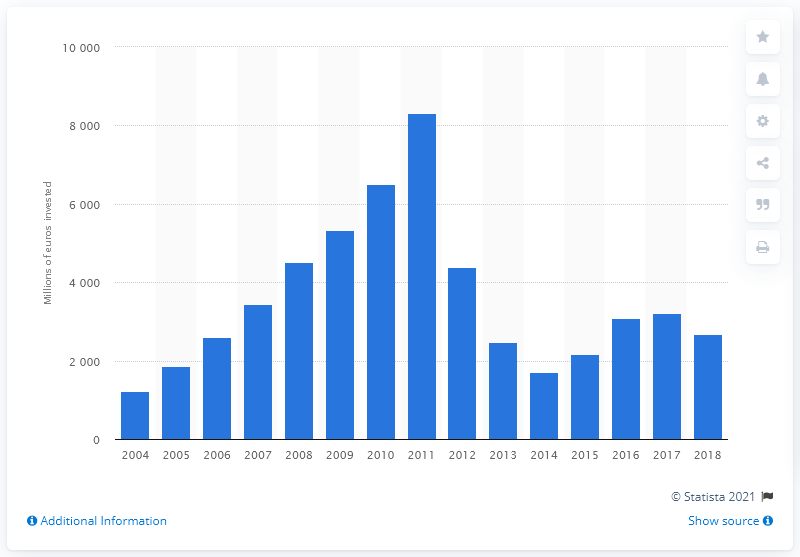 10 000
8 000
6 000
4 000
2 000
0
Millions of euros invested
2004 2005 2006 2007 2008 2009 2010 2011 2012 2013 2014 2015 2016 2017 2018
© Statista 2021
Additional Information
Show source